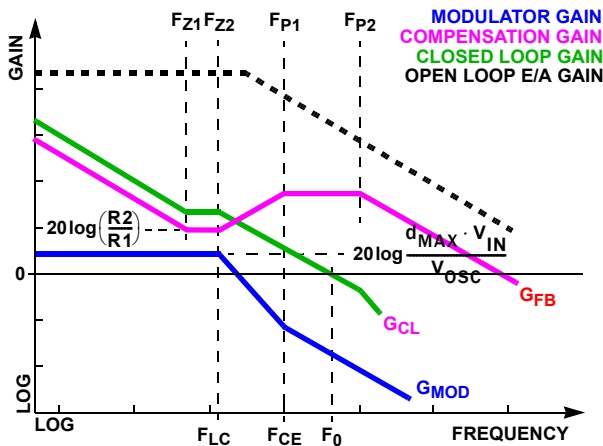 MODULATOR GAIN
COMPENSATION GAIN
CLOSED LOOP GAIN
OPEN LOOP E/A GAIN
FZ1 FZ2 FP1 FP2
GAIN
20log(R2/R1)
20log dMAX · VIN / VOSC
0
GFB
GCL
GMOD
LOG
LOG
FLC FCE F0
FREQUENCY